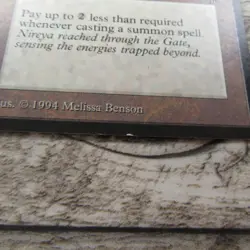 Pay up to 2 less than required
whenever casting a summon spell.
Nireya reached through the Gate,
sensing the energies trapped beyond.
us. © 1994 Melissa Benson